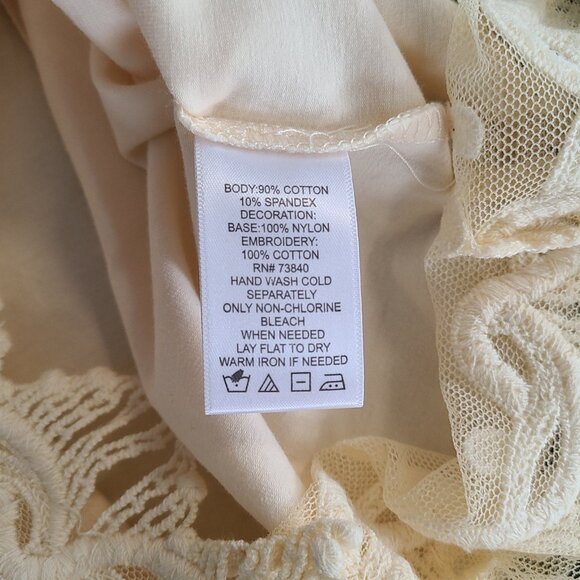 BODY:90% COTTON
10% SPANDEX
DECORATION:
BASE:100% NYLON
EMBROIDERY:
100% COTTON
RN# 73840
HAND WASH COLD
SEPARATELY
ONLY NON-CHLORINE
BLEACH
WHEN NEEDED
LAY FLAT TO DRY
WARM IRON IF NEEDED